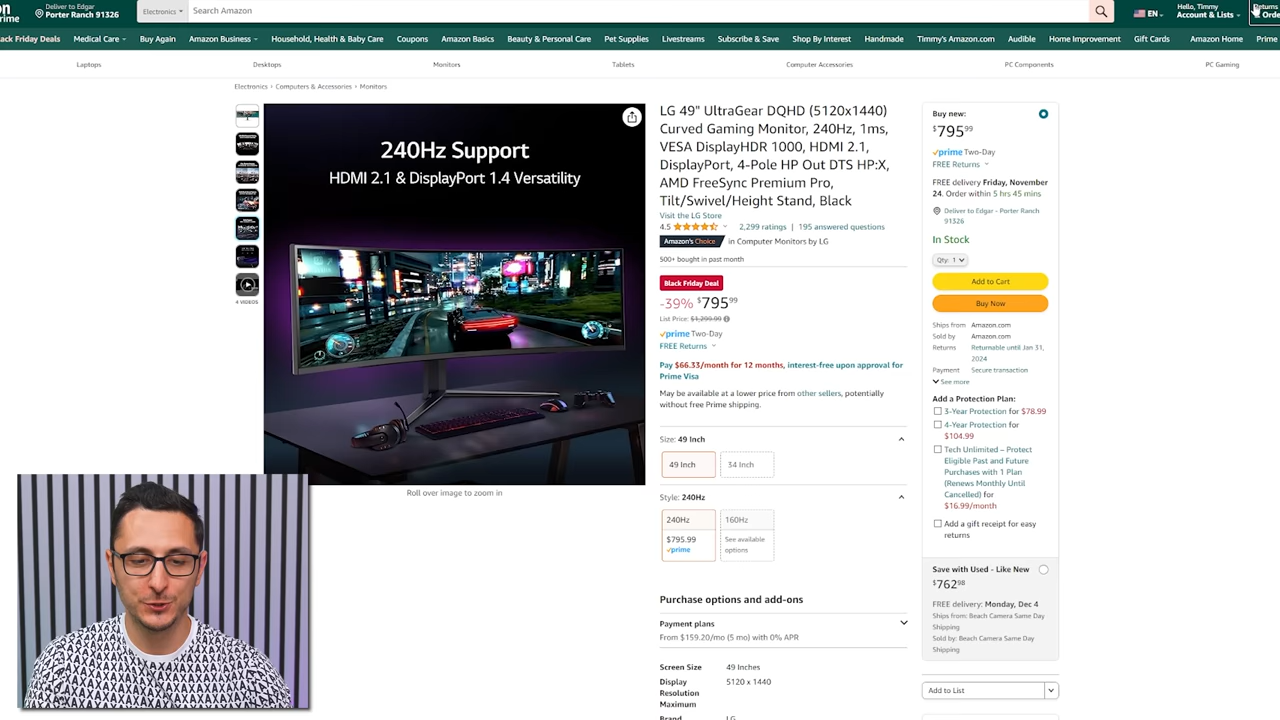 on
Prime
Deliver to Edgar
Porter Ranch 91326
Electronics
Search Amazon
EN
Hello, Timmy
Account & Lists
Returns
& Orde
ack Friday Deals
Medical Care
Buy Again
Amazon Business
Household, Health & Baby Care
Coupons
Amazon Basics
Beauty & Personal Care
Pet Supplies
Livestreams
Subscribe & Save
Shop By Interest
Handmade
Timmy's Amazon.com
Audible
Home Improvement
Gift Cards
Amazon Home
Prime
Laptops
Desktops
Monitors
Tablets
Computer Accessories
PC Components
PC Gaming
Electronics › Computers & Accessories › Monitors
240Hz Support
HDMI 2.1 & DisplayPort 1.4 Versatility
4 VIDEOS
Roll over image to zoom in
LG 49" UltraGear DQHD (5120x1440)
Curved Gaming Monitor, 240Hz, 1ms,
VESA DisplayHDR 1000, HDMI 2.1,
DisplayPort, 4-Pole HP Out DTS HP:X,
AMD FreeSync Premium Pro,
Tilt/Swivel/Height Stand, Black
Visit the LG Store
4.5
2,299 ratings | 195 answered questions
Amazon's Choice in Computer Monitors by LG
500+ bought in past month
Black Friday Deal
-39% $795 99
List Price: $1,299.99
prime Two-Day
FREE Returns
Pay $66.33/month for 12 months, interest-free upon approval for
Prime Visa
May be available at a lower price from other sellers, potentially
without free Prime shipping.
Size: 49 Inch
49 Inch
34 Inch
Style: 240Hz
240Hz
$795.99
prime
160Hz
See available
options
Purchase options and add-ons
Payment plans
From $159.20/mo (5 mo) with 0% APR
Screen Size 49 Inches
Display 5120 x 1440
Resolution
Maximum
Brand LG
Buy new:
$795 99
prime Two-Day
FREE Returns
FREE delivery Friday, November
24. Order within 5 hrs 45 mins
Deliver to Edgar - Porter Ranch
91326
In Stock
Qty: 1
Add to Cart
Buy Now
Ships from Amazon.com
Sold by Amazon.com
Returns Returnable until Jan 31,
2024
Payment Secure transaction
See more
Add a Protection Plan:
3-Year Protection for $78.99
4-Year Protection for
$104.99
Tech Unlimited – Protect
Eligible Past and Future
Purchases with 1 Plan
(Renews Monthly Until
Cancelled) for
$16.99/month
Add a gift receipt for easy
returns
Save with Used - Like New
$762 98
FREE delivery: Monday, Dec 4
Ships from: Beach Camera Same Day
Shipping
Sold by: Beach Camera Same Day
Shipping
Add to List